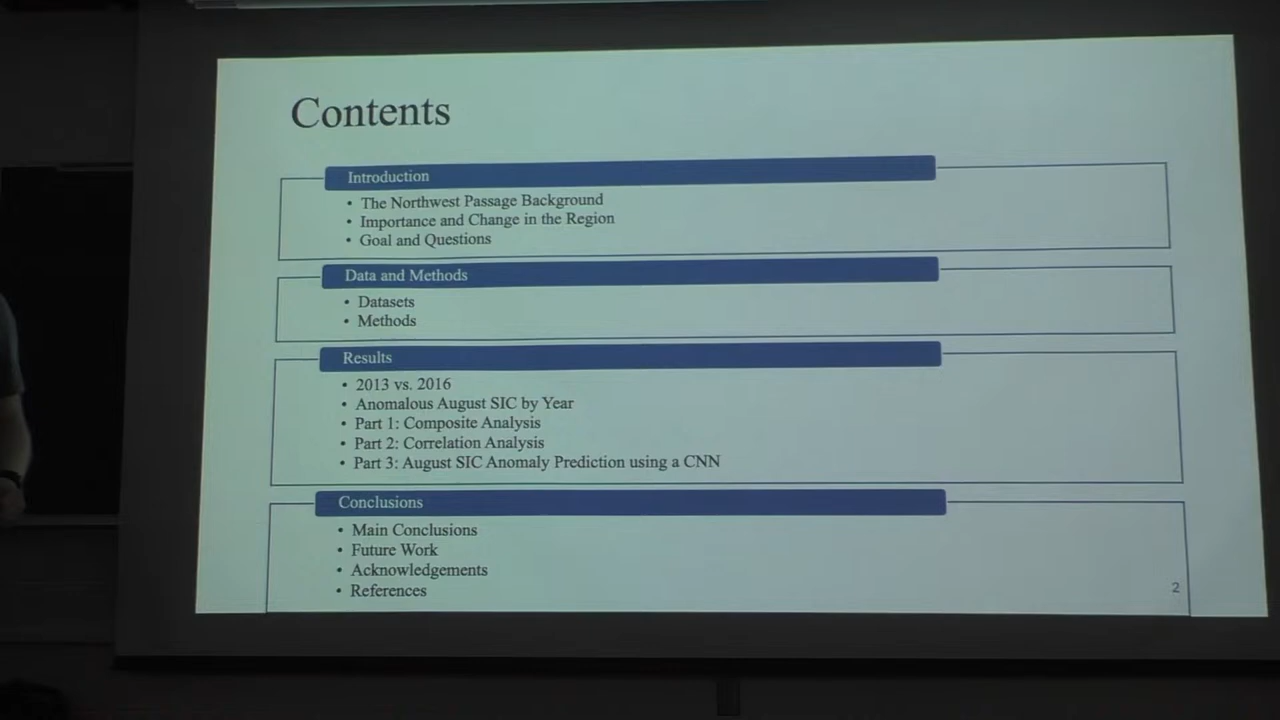 Contents
Introduction
• The Northwest Passage Background
• Importance and Change in the Region
• Goal and Questions
Data and Methods
• Datasets
• Methods
Results
• 2013 vs. 2016
• Anomalous August SIC by Year
• Part 1: Composite Analysis
• Part 2: Correlation Analysis
• Part 3: August SIC Anomaly Prediction using a CNN
Conclusions
• Main Conclusions
• Future Work
• Acknowledgements
• References
2